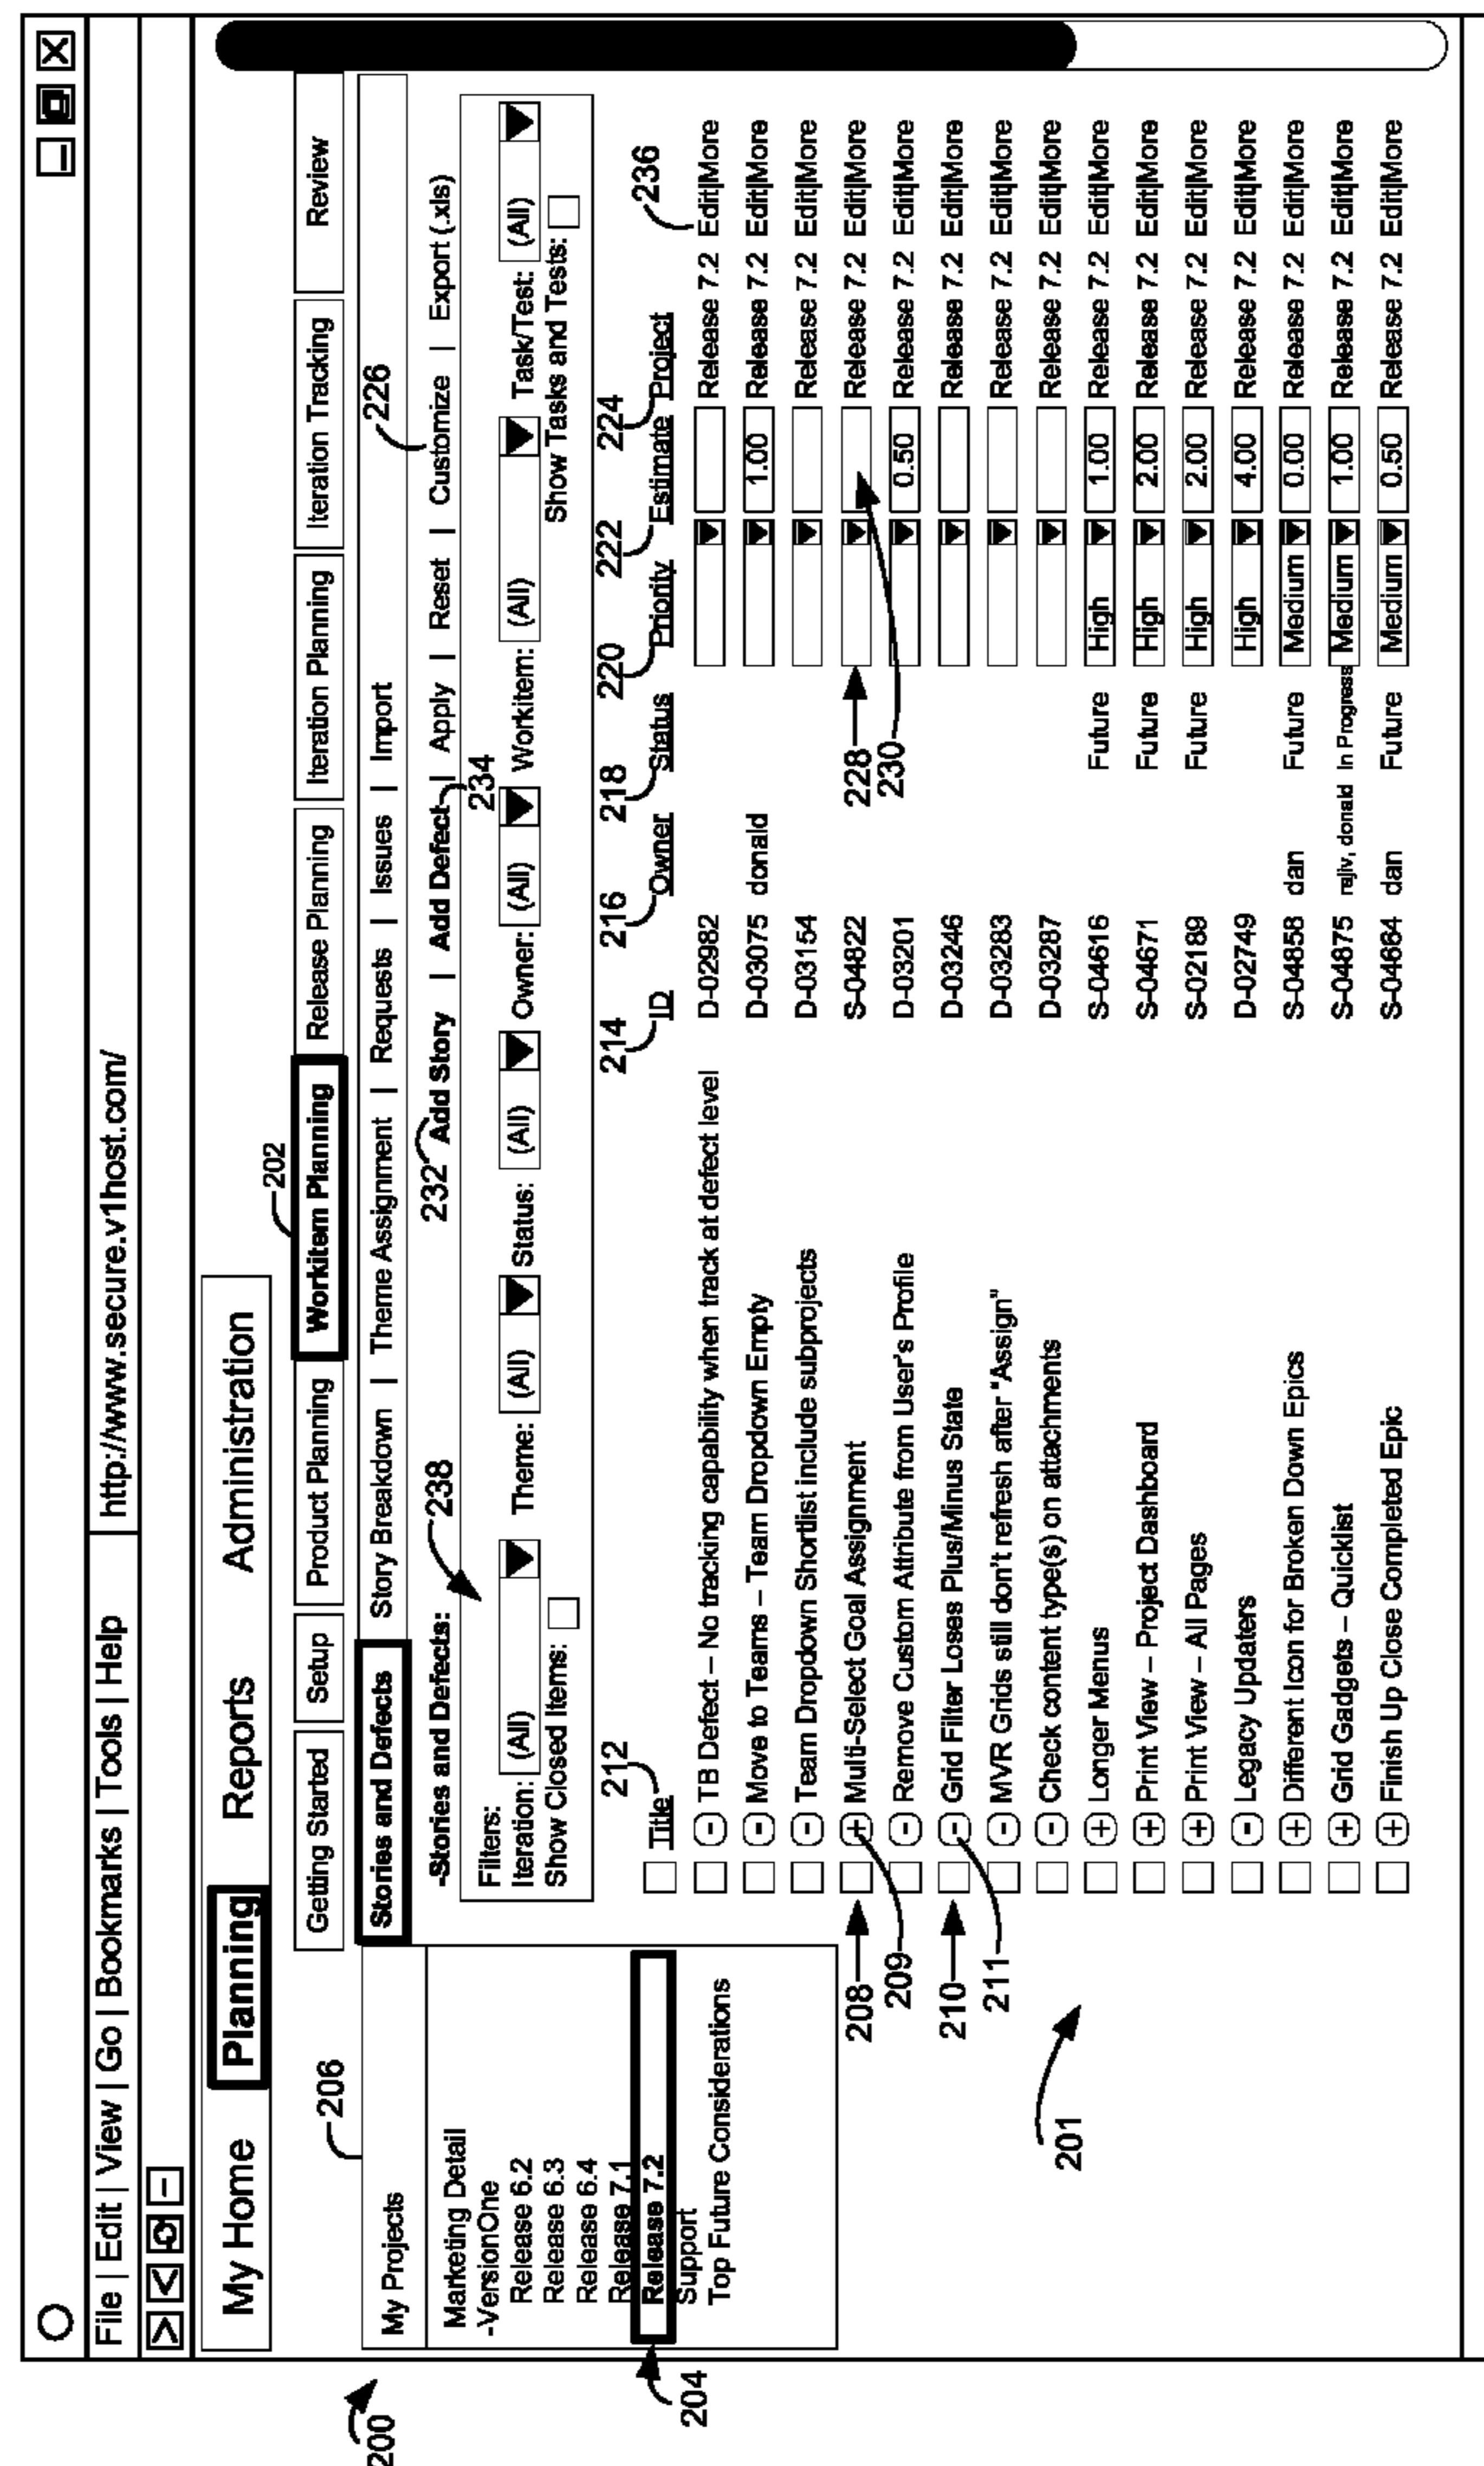 File | Edit | View | Go | Bookmarks | Tools | Help http://www.secure.v1host.com/
My Home Planning Reports Administration
202
Getting Started Setup Product Planning Workitem Planning Release Planning Iteration Planning Iteration Tracking Review
200
206
226
Stories and Defects Story Breakdown | Theme Assignment | Requests | Issues | Import
My Projects
Marketing Detail
-VersionOne
Release 6.2
Release 6.3
Release 6.4
Release 7.1
Release 7.2
Support
Top Future Considerations
204
-Stories and Defects: 238 232 Add Story | Add Defect | Apply | Reset | Customize | Export (.xls)
234
Filters:
Iteration: (All) Theme: (All) Status: (All) Owner: (All) Workitem: (All) Task/Test: (All)
Show Closed Items: Show Tasks and Tests:
212 214 216 218 220 222 224 236
Title ID Owner Status Priority Estimate Project
(-) TB Defect – No tracking capability when track at defect level D-02982 Release 7.2 Edit|More
(-) Move to Teams – Team Dropdown Empty D-03075 donald 1.00 Release 7.2 Edit|More
(-) Team Dropdown Shortlist include subprojects D-03154 Release 7.2 Edit|More
(+) Multi-Select Goal Assignment S-04822 Release 7.2 Edit|More
(-) Remove Custom Attribute from User's Profile D-03201 0.50 Release 7.2 Edit|More
(-) Grid Filter Loses Plus/Minus State D-03246 Release 7.2 Edit|More
(-) MVR Grids still don't refresh after "Assign" D-03283 Release 7.2 Edit|More
(-) Check content type(s) on attachments D-03287 Release 7.2 Edit|More
(+) Longer Menus S-04616 Future High 1.00 Release 7.2 Edit|More
(+) Print View – Project Dashboard S-04671 Future High 2.00 Release 7.2 Edit|More
(+) Print View – All Pages S-02189 Future High 2.00 Release 7.2 Edit|More
(-) Legacy Updaters D-02749 High 4.00 Release 7.2 Edit|More
(+) Different Icon for Broken Down Epics S-04858 dan Future Medium 0.00 Release 7.2 Edit|More
(+) Grid Gadgets – Quicklist S-04875 rajiv, donald In Progress Medium 1.00 Release 7.2 Edit|More
(+) Finish Up Close Completed Epic S-04664 dan Future Medium 0.50 Release 7.2 Edit|More
208
209
210
211
228
230
201